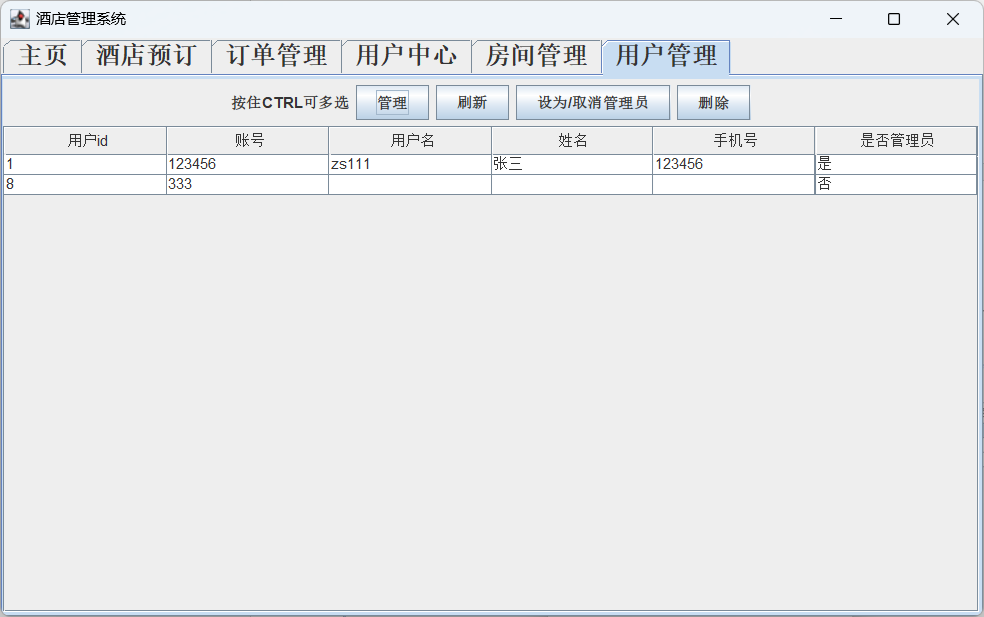 酒店管理系统
主页 酒店预订 订单管理 用户中心 房间管理 用户管理
按住CTRL可多选 管理 刷新 设为/取消管理员 删除
用户id 账号 用户名 姓名 手机号 是否管理员
1 123456 zs111 张三 123456 是
8 333 否